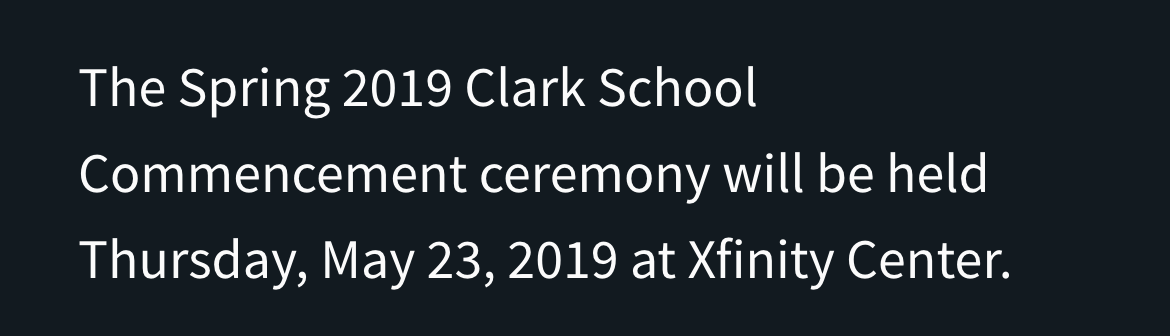 The Spring 2019 Clark School
Commencement ceremony will be held
Thursday, May 23, 2019 at Xfinity Center.